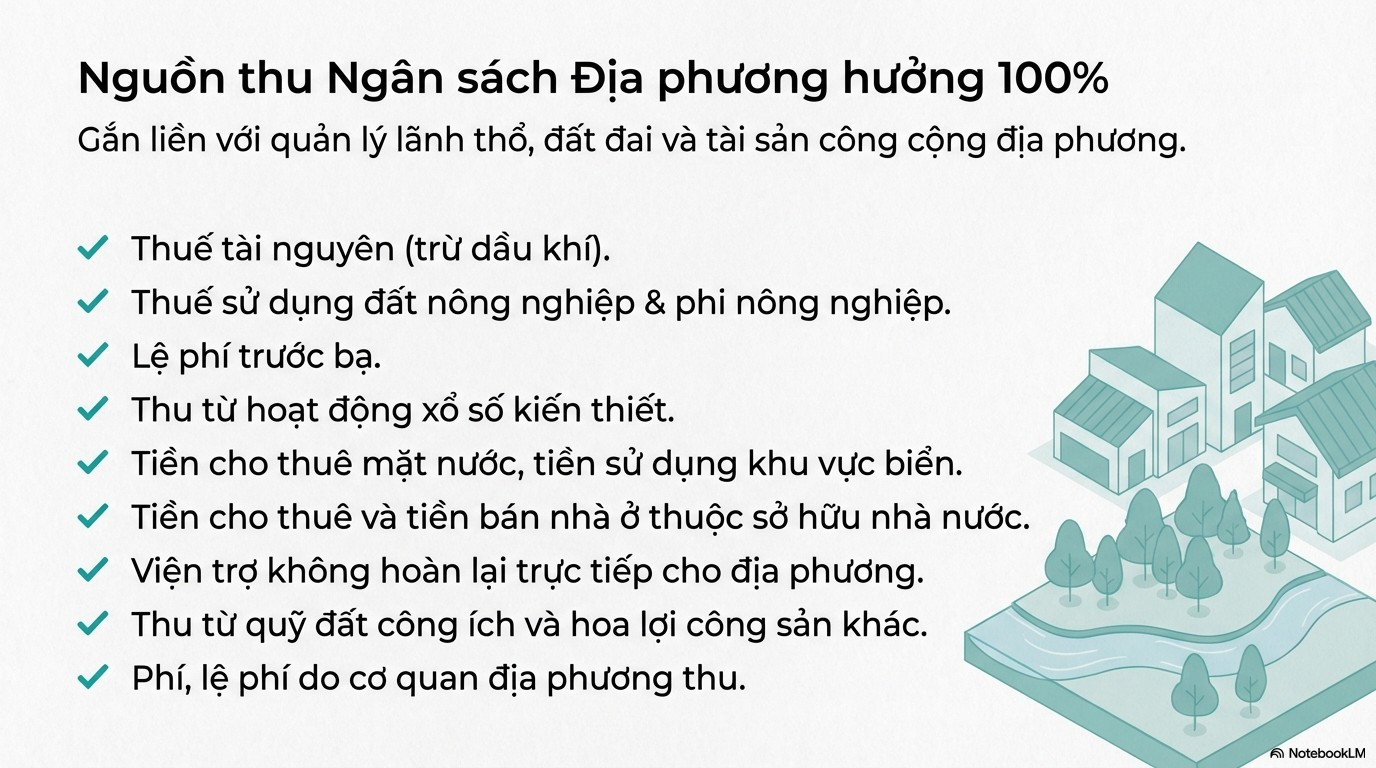 Nguồn thu Ngân sách Địa phương hưởng 100%
Gắn liền với quản lý lãnh thổ, đất đai và tài sản công cộng địa phương.
Thuế tài nguyên (trừ dầu khí).
Thuế sử dụng đất nông nghiệp & phi nông nghiệp.
Lệ phí trước bạ.
Thu từ hoạt động xổ số kiến thiết.
Tiền cho thuê mặt nước, tiền sử dụng khu vực biển.
Tiền cho thuê và tiền bán nhà ở thuộc sở hữu nhà nước.
Viện trợ không hoàn lại trực tiếp cho địa phương.
Thu từ quỹ đất công ích và hoa lợi công sản khác.
Phí, lệ phí do cơ quan địa phương thu.
NotebookLM